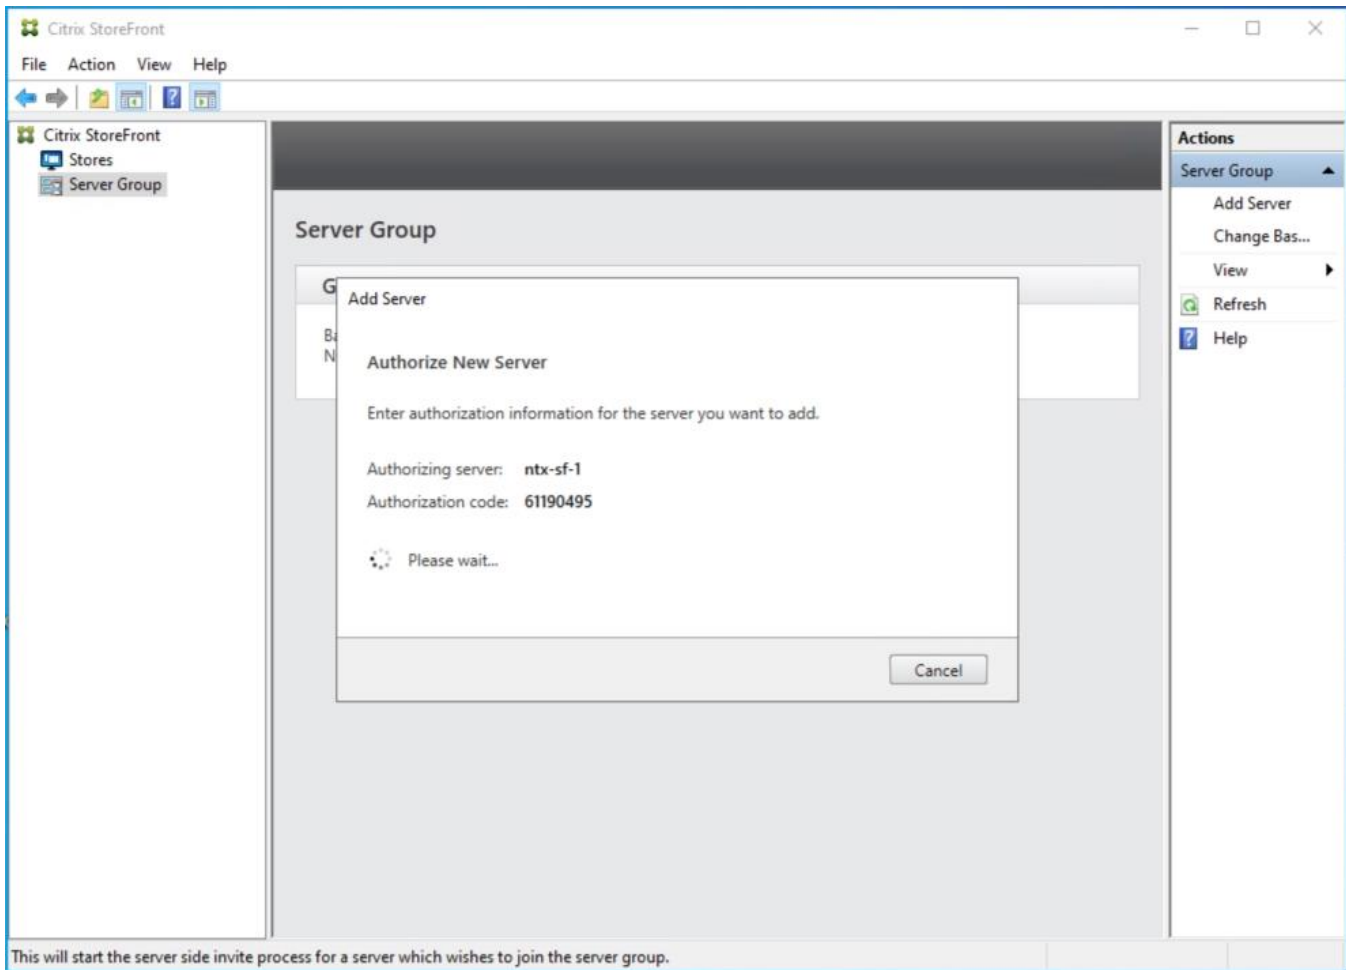 Citrix StoreFront
File Action View Help
Citrix StoreFront
Stores
Server Group
Server Group
Add Server
Authorize New Server
Enter authorization information for the server you want to add.
Authorizing server: ntx-sf-1
Authorization code: 61190495
Please wait...
Cancel
Actions
Server Group
Add Server
Change Bas...
View
Refresh
Help
This will start the server side invite process for a server which wishes to join the server group.